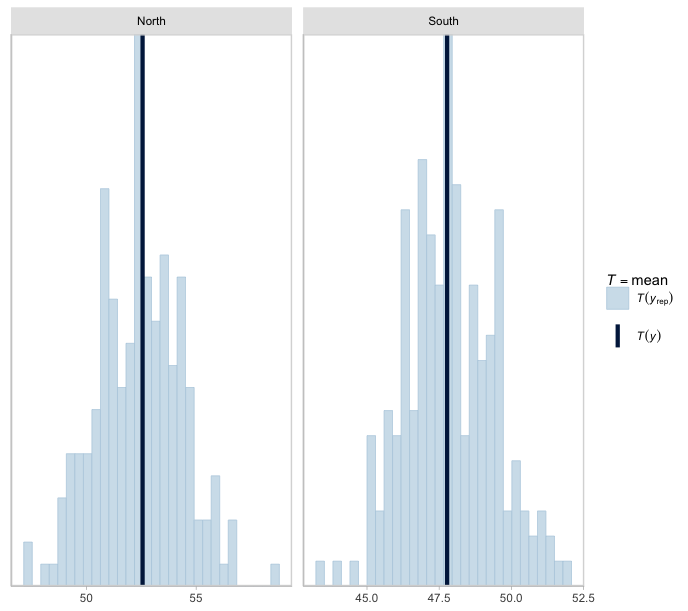 North
South
T = mean
T(yrep)
T(y)
50
55
45.0
47.5
50.0
52.5